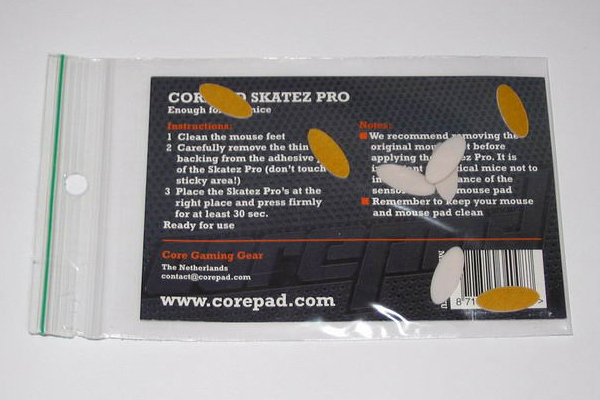 SKATEZ PRO
Enough mice
Instructions:
1 Clean the mouse feet
2 Carefully remove the thin
backing from the adhesive
of the Skatez Pro (don't touch
sticky area!)
3 Place the Skatez Pro's at the
right place and press firmly
for at least 30 sec.
Ready for use
Notes:
We recommend removing the
original before
applying the Pro. It is
mice not to
of the
mouse pad
Remember to keep your mouse
and mouse pad clean
Core Gaming Gear
The Netherlands
contact@corepad.com
www.corepad.com
8 71